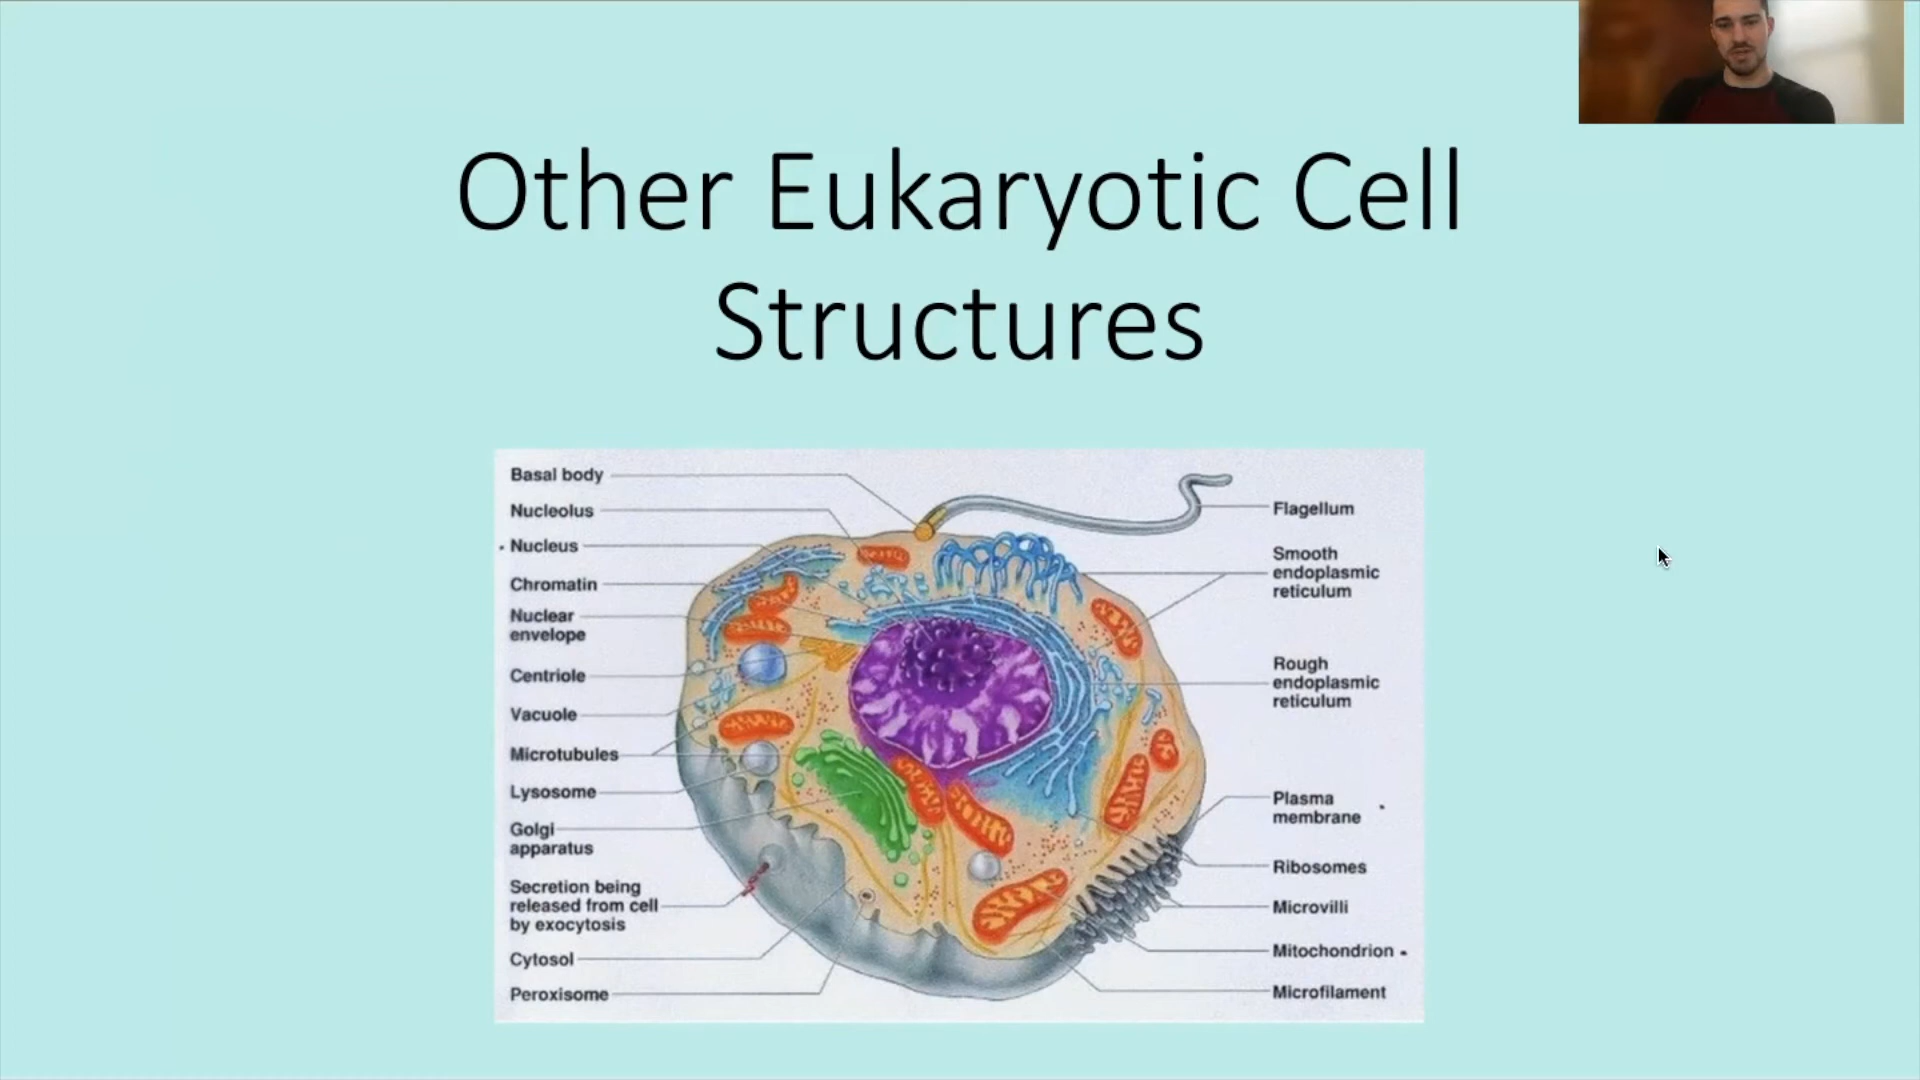 Other Eukaryotic Cell
Structures
Basal body
Nucleolus
Nucleus
Chromatin
Nuclear
envelope
Centriole
Vacuole
Microtubules
Lysosome
Golgi
apparatus
Secretion being
released from cell
by exocytosis
Cytosol
Peroxisome
Flagellum
Smooth
endoplasmic
reticulum
Rough
endoplasmic
reticulum
Plasma
membrane
Ribosomes
Microvilli
Mitochondrion
Microfilament